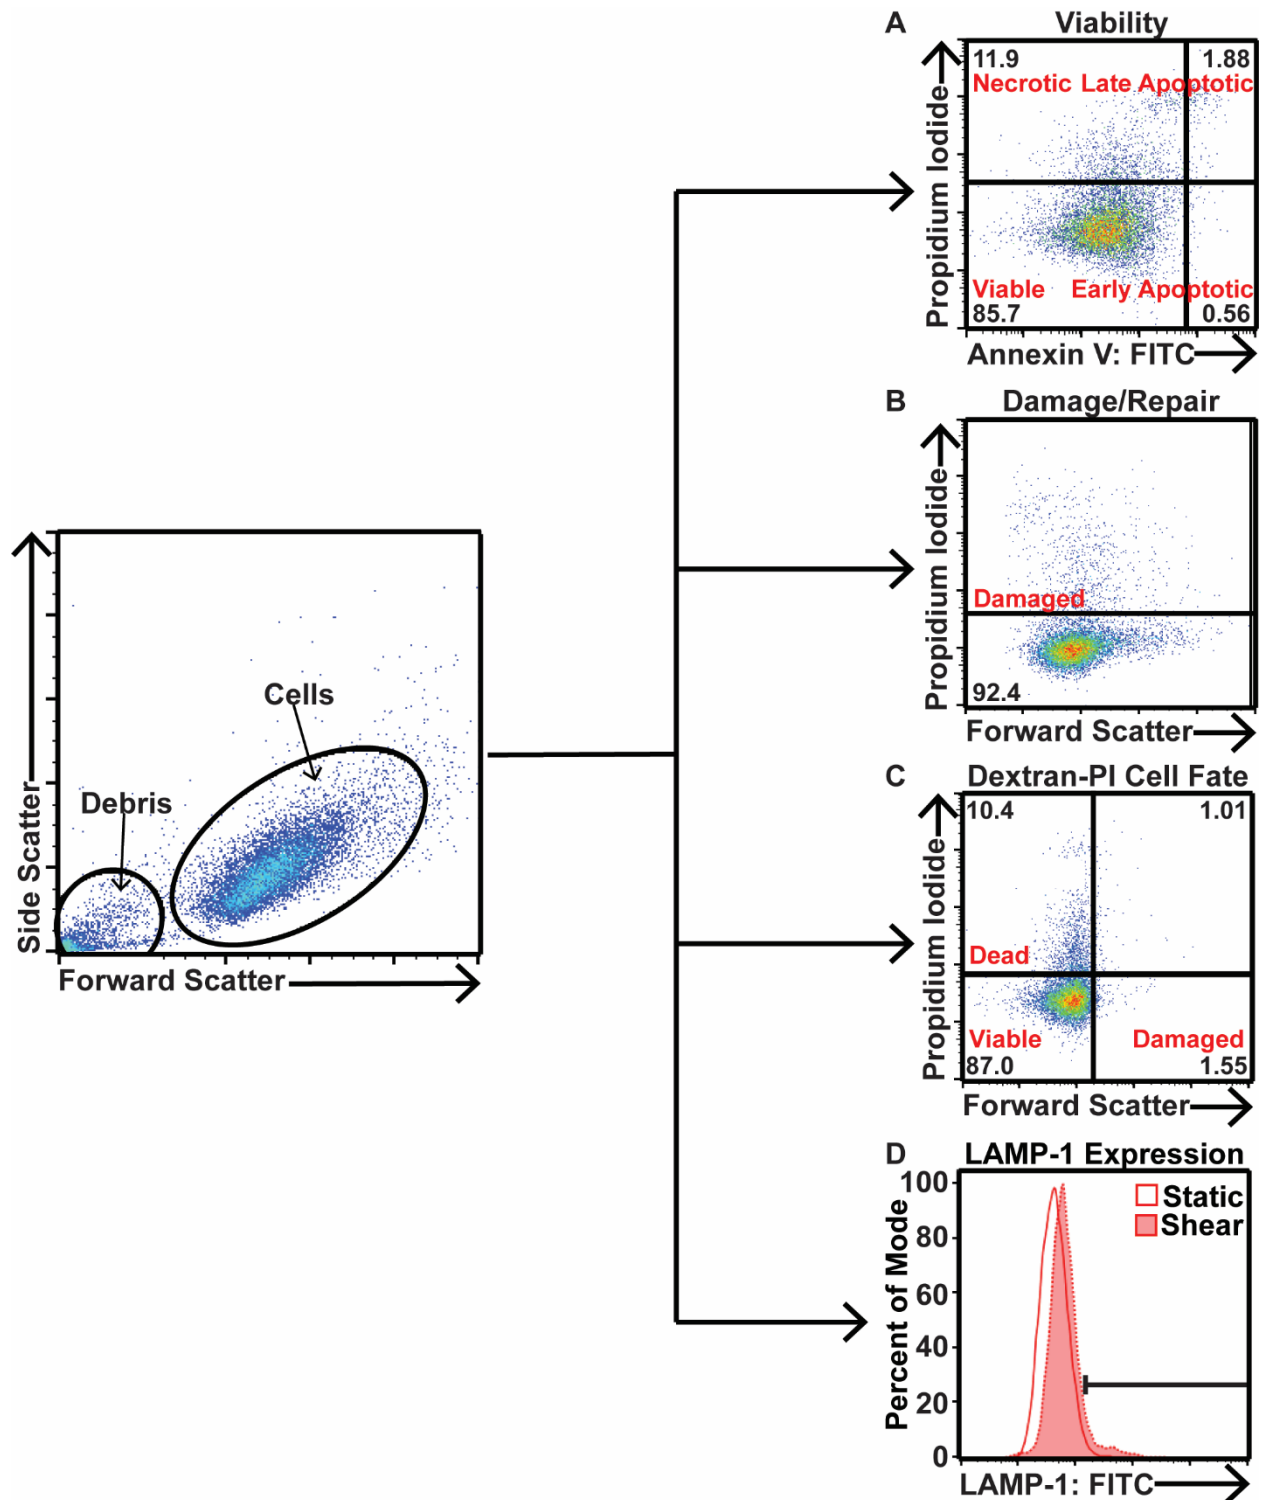 A
Viability
11.9
1.88
Necrotic
Late Apoptotic
Propidium Iodide
Viable
Early Apoptotic
85.7
0.56
Annexin V: FITC
B
Damage/Repair
Propidium Iodide
Damaged
92.4
Forward Scatter
Cells
Debris
Side Scatter
Forward Scatter
C
Dextran-PI Cell Fate
10.4
1.01
Propidium Iodide
Dead
Viable
Damaged
87.0
1.55
Forward Scatter
D
LAMP-1 Expression
100
80
60
40
20
0
Percent of Mode
Static
Shear
LAMP-1: FITC